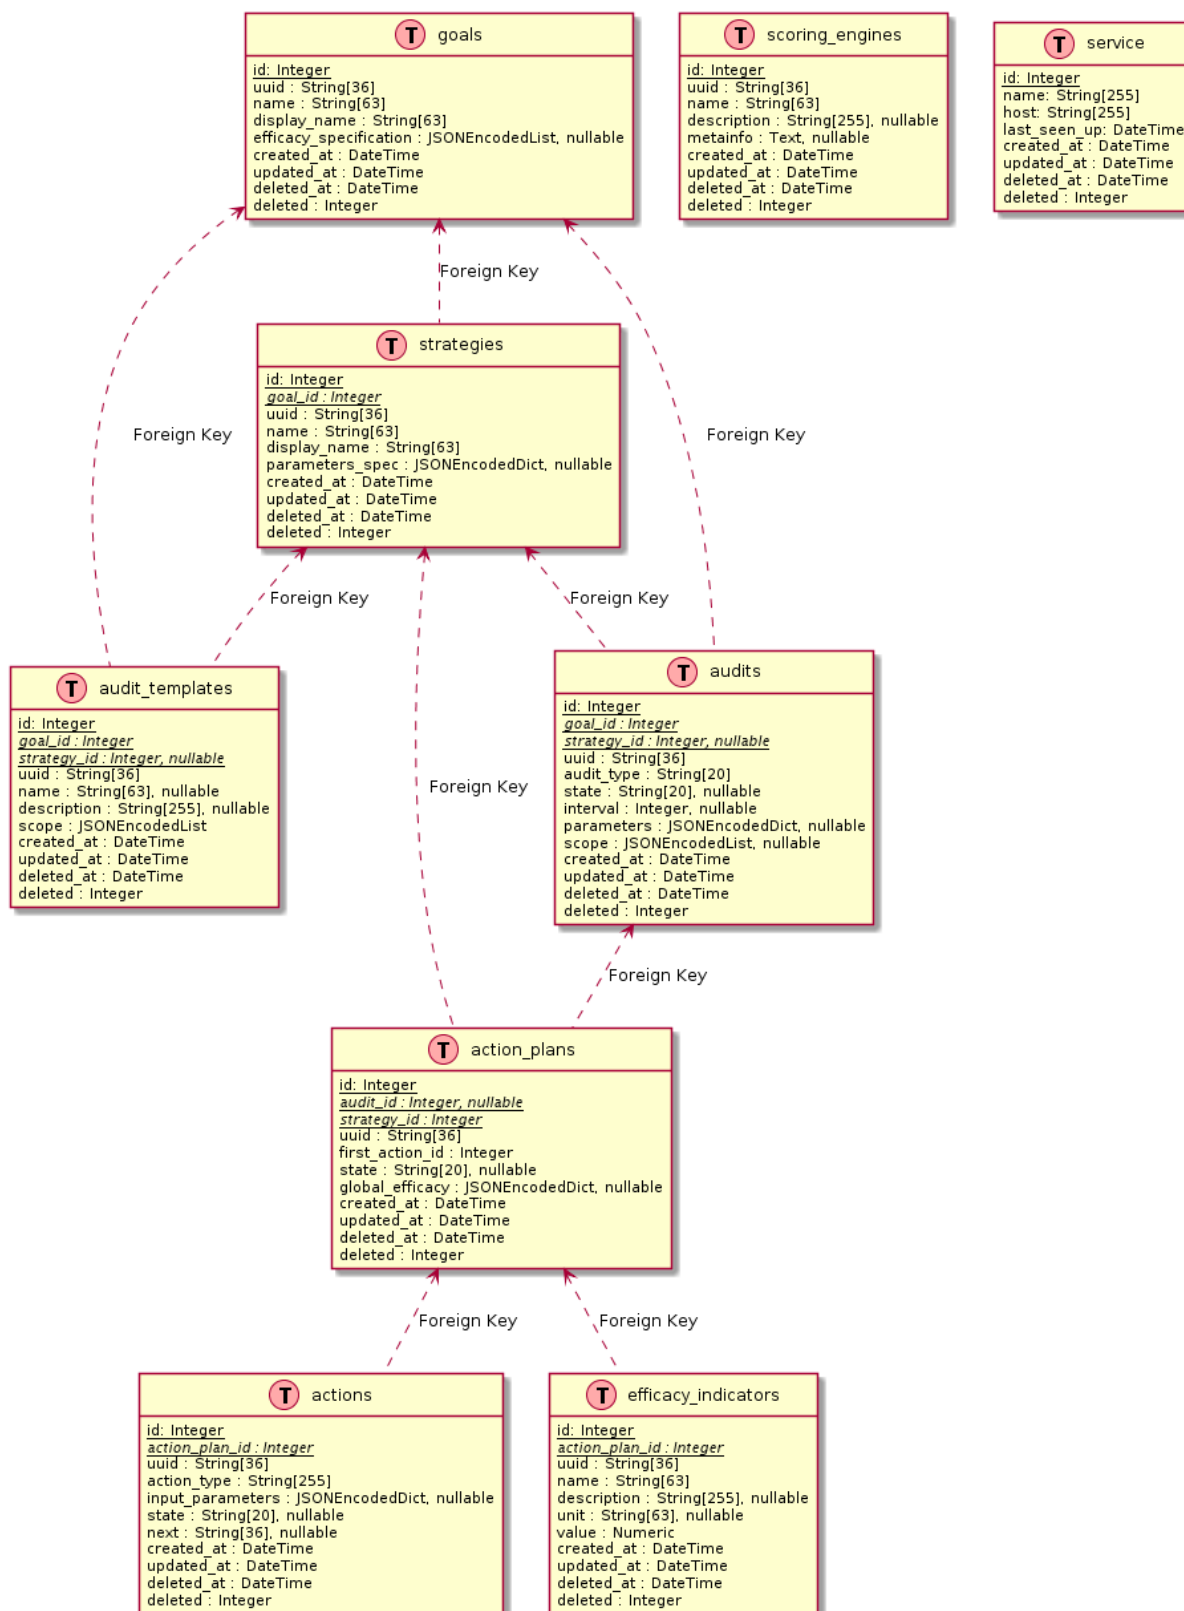 T goals
id: Integer
uuid : String[36]
name : String[63]
display_name : String[63]
efficacy_specification : JSONEncodedList, nullable
created_at : DateTime
updated_at : DateTime
deleted_at : DateTime
deleted : Integer
T scoring_engines
id: Integer
uuid : String[36]
name : String[63]
description : String[255], nullable
metainfo : Text, nullable
created_at : DateTime
updated_at : DateTime
deleted_at : DateTime
deleted : Integer
T service
id: Integer
name: String[255]
host: String[255]
last_seen_up: DateTime
created_at : DateTime
updated_at : DateTime
deleted_at : DateTime
deleted : Integer
Foreign Key
T strategies
id: Integer
goal_id : Integer
uuid : String[36]
name : String[63]
display_name : String[63]
parameters_spec : JSONEncodedDict, nullable
created_at : DateTime
updated_at : DateTime
deleted_at : DateTime
deleted : Integer
Foreign Key
Foreign Key
Foreign Key
Foreign Key
T audit_templates
id: Integer
goal_id : Integer
strategy_id : Integer, nullable
uuid : String[36]
name : String[63], nullable
description : String[255], nullable
scope : JSONEncodedList
created_at : DateTime
updated_at : DateTime
deleted_at : DateTime
deleted : Integer
Foreign Key
T audits
id: Integer
goal_id : Integer
strategy_id : Integer, nullable
uuid : String[36]
audit_type : String[20]
state : String[20], nullable
interval : Integer, nullable
parameters : JSONEncodedDict, nullable
scope : JSONEncodedList, nullable
created_at : DateTime
updated_at : DateTime
deleted_at : DateTime
deleted : Integer
Foreign Key
T action_plans
id: Integer
audit_id : Integer, nullable
strategy_id : Integer
uuid : String[36]
first_action_id : Integer
state : String[20], nullable
global_efficacy : JSONEncodedDict, nullable
created_at : DateTime
updated_at : DateTime
deleted_at : DateTime
deleted : Integer
Foreign Key
Foreign Key
T actions
id: Integer
action_plan_id : Integer
uuid : String[36]
action_type : String[255]
input_parameters : JSONEncodedDict, nullable
state : String[20], nullable
next : String[36], nullable
created_at : DateTime
updated_at : DateTime
deleted_at : DateTime
deleted : Integer
T efficacy_indicators
id: Integer
action_plan_id : Integer
uuid : String[36]
name : String[63]
description : String[255], nullable
unit : String[63], nullable
value : Numeric
created_at : DateTime
updated_at : DateTime
deleted_at : DateTime
deleted : Integer